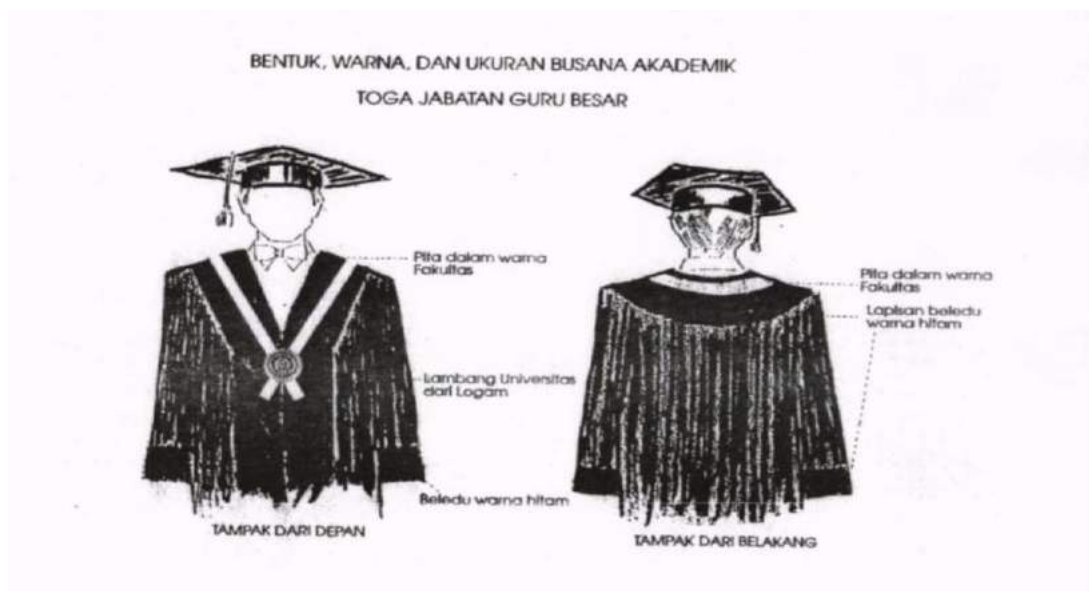 BENTUK, WARNA, DAN UKURAN BUSANA AKADEMIK
TOGA JABATAN GURU BESAR
Pita dalam warna
Fakultas
Lambang Universitas
dari Logam
Beledu warna hitam
TAMPAK DARI DEPAN
Pita dalam warna
Fakultas
Lapisan beledu
warna hitam
TAMPAK DARI BELAKANG